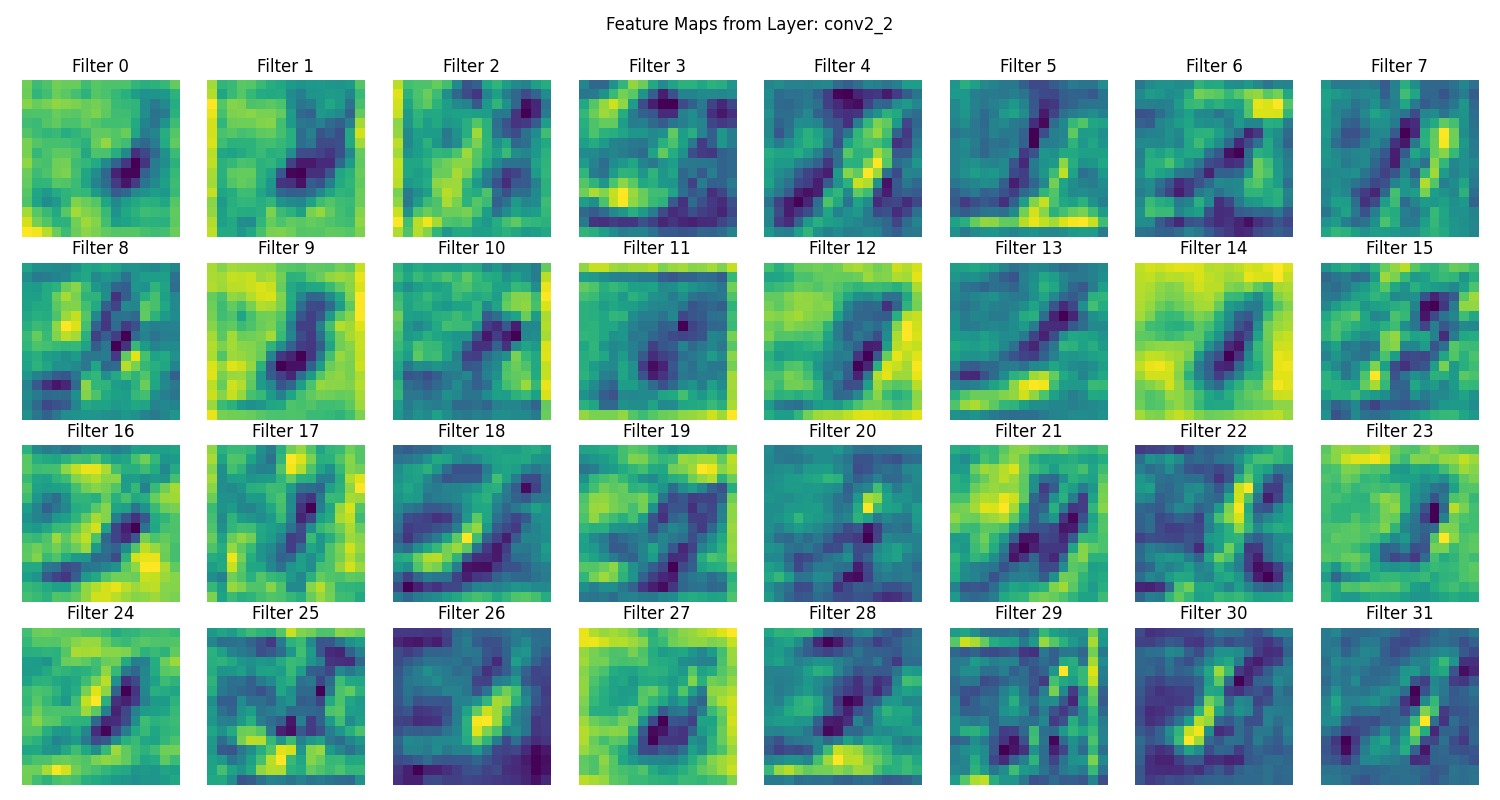 Feature Maps from Layer: conv2_2
Filter 0 Filter 1 Filter 2 Filter 3 Filter 4 Filter 5 Filter 6 Filter 7
Filter 8 Filter 9 Filter 10 Filter 11 Filter 12 Filter 13 Filter 14 Filter 15
Filter 16 Filter 17 Filter 18 Filter 19 Filter 20 Filter 21 Filter 22 Filter 23
Filter 24 Filter 25 Filter 26 Filter 27 Filter 28 Filter 29 Filter 30 Filter 31